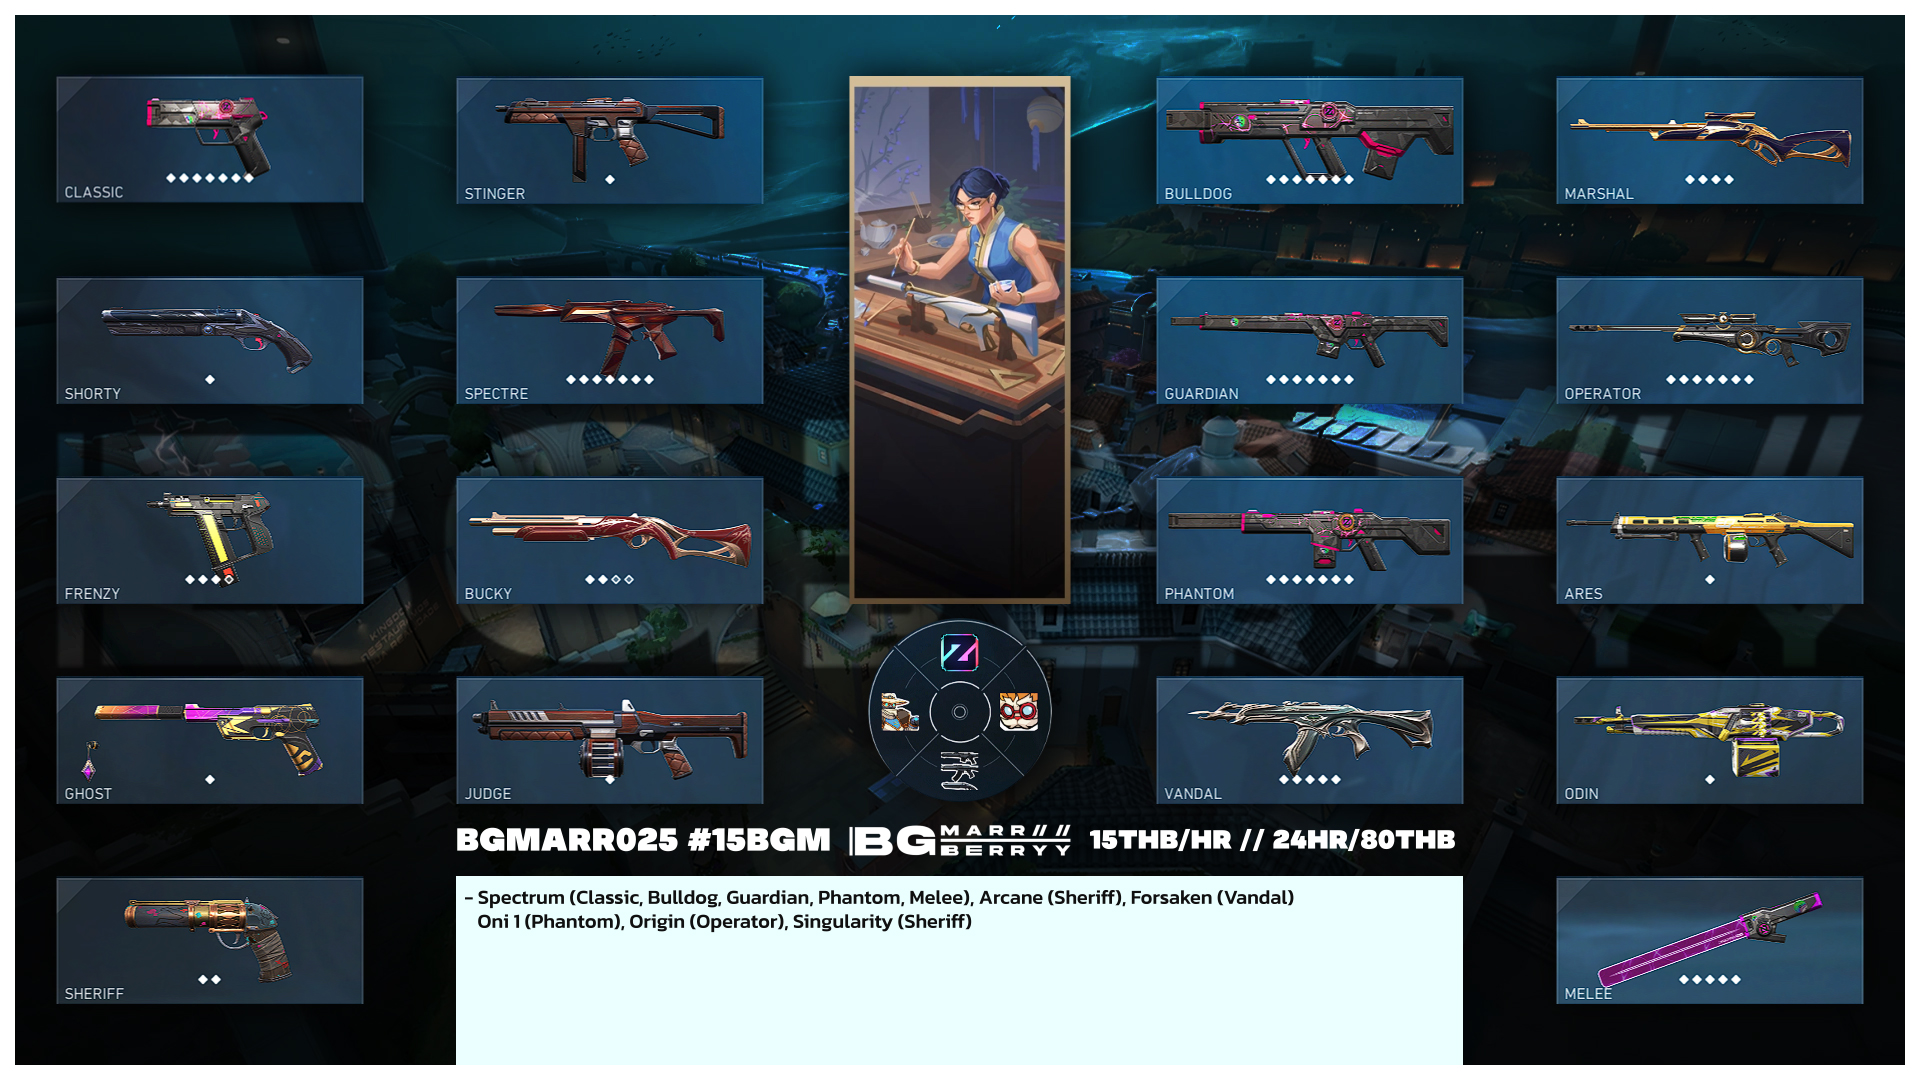 CLASSIC
STINGER
BULLDOG
MARSHAL
SHORTY
SPECTRE
GUARDIAN
OPERATOR
FRENZY
BUCKY
PHANTOM
ARES
GHOST
JUDGE
VANDAL
ODIN
BGMARR025 #15BGM
BG MARR////
BERRYY
15THB/HR // 24HR/80THB
SHERIFF
- Spectrum (Classic, Bulldog, Guardian, Phantom, Melee), Arcane (Sheriff), Forsaken (Vandal)
Oni 1 (Phantom), Origin (Operator), Singularity (Sheriff)
MELEE